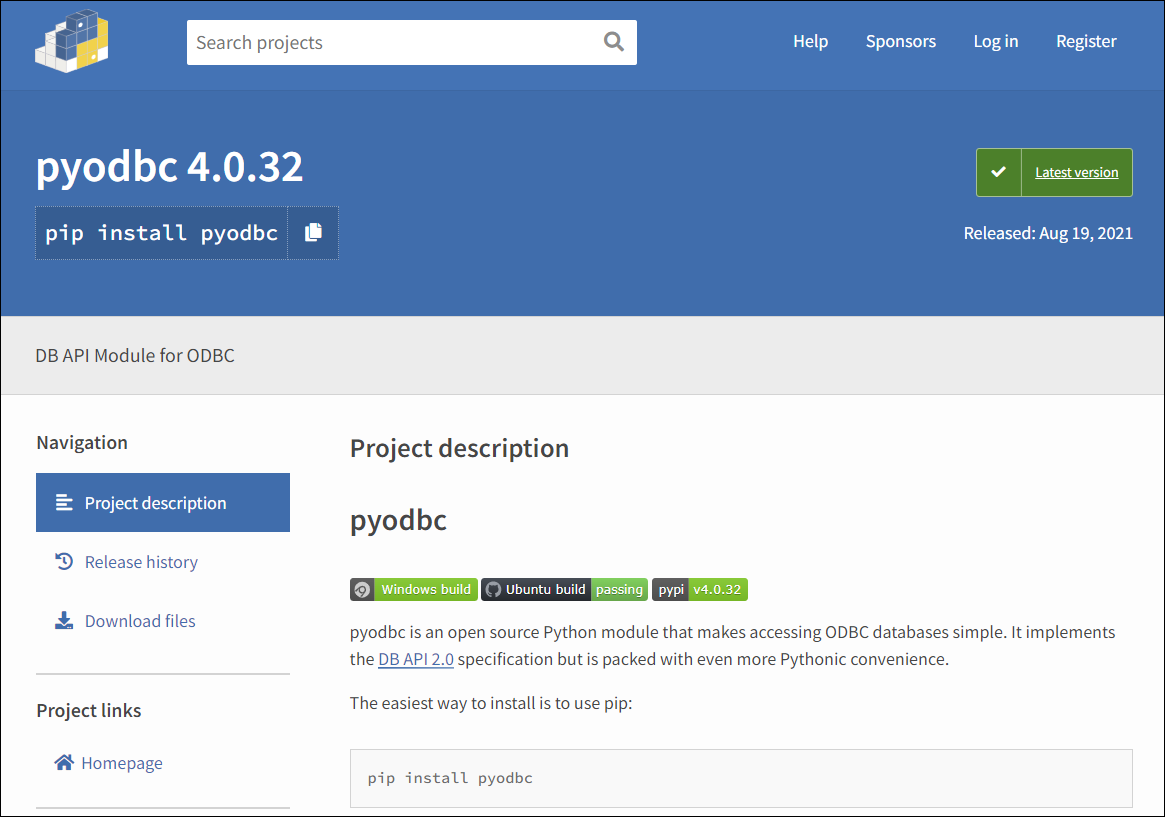 Search projects
Help
Sponsors
Log in
Register
pyodbc 4.0.32
Latest version
pip install pyodbc
Released: Aug 19, 2021
DB API Module for ODBC
Navigation
Project description
Release history
Download files
Project links
Homepage
Project description
pyodbc
Windows build
Ubuntu build passing
pypi v4.0.32
pyodbc is an open source Python module that makes accessing ODBC databases simple. It implements
the DB API 2.0 specification but is packed with even more Pythonic convenience.
The easiest way to install is to use pip:
pip install pyodbc